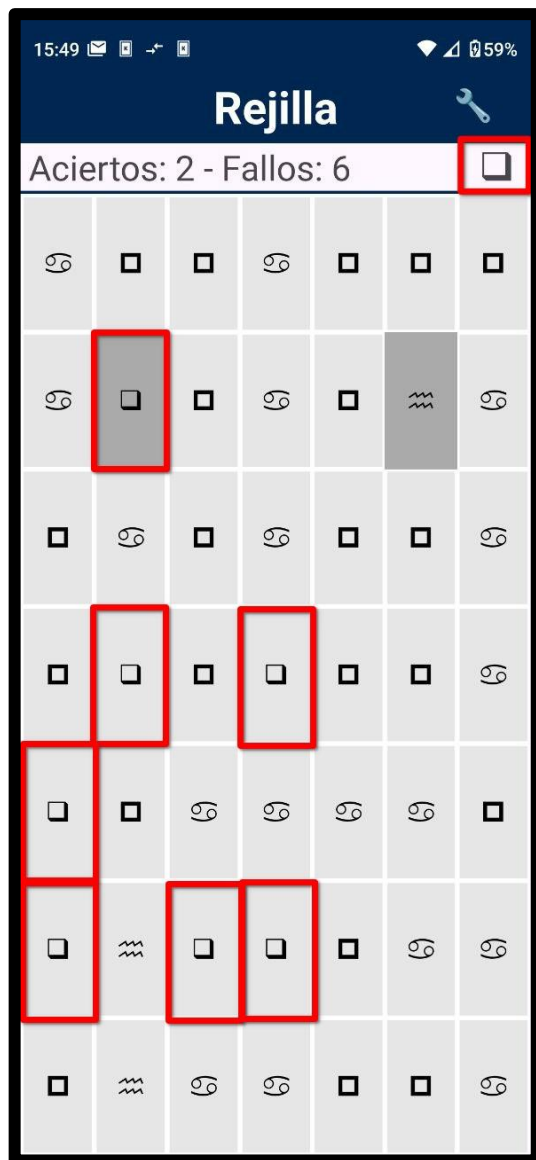 15:49 59%
Rejilla
Aciertos: 2 - Fallos: 6 ❑
♋ 🞐 🞐 ♋ 🞐 🞐 🞐
♋ ❑ 🞐 ♋ 🞐 ♒ ♋
🞐 ♋ 🞐 ♋ 🞐 🞐 ♋
🞐 ❑ 🞐 ❑ 🞐 🞐 ♋
❑ 🞐 ♋ ♋ ♋ ♋ 🞐
❑ ♒ ❑ ❑ 🞐 ♋ ♋
🞐 ♒ ♋ ♋ 🞐 🞐 ♋